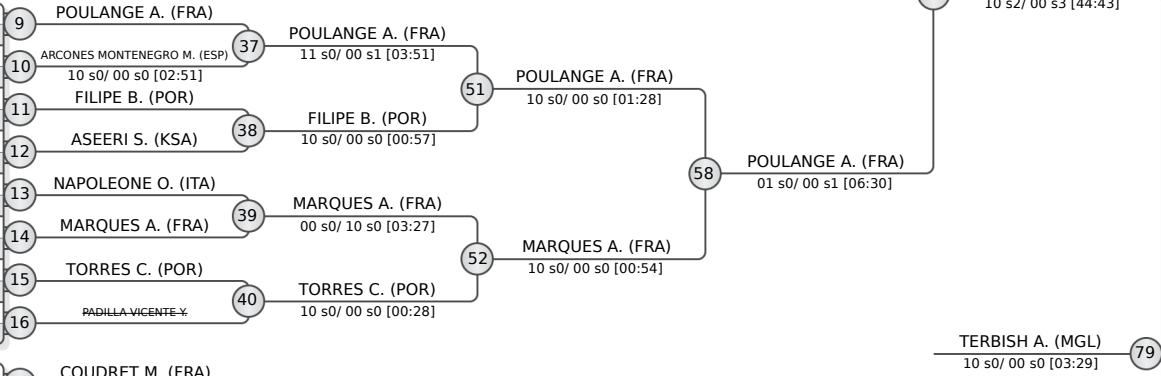 10 s2/ 00 s3 [44:43]
9
POULANGE A. (FRA)
10
ARCONES MONTENEGRO M. (ESP)
10 s0/ 00 s0 [02:51]
37
POULANGE A. (FRA)
11 s0/ 00 s1 [03:51]
11
FILIPE B. (POR)
12
ASEERI S. (KSA)
38
FILIPE B. (POR)
10 s0/ 00 s0 [00:57]
51
POULANGE A. (FRA)
10 s0/ 00 s0 [01:28]
13
NAPOLEONE O. (ITA)
14
MARQUES A. (FRA)
39
MARQUES A. (FRA)
00 s0/ 10 s0 [03:27]
15
TORRES C. (POR)
16
PADILLA VICENTE Y.
40
TORRES C. (POR)
10 s0/ 00 s0 [00:28]
52
MARQUES A. (FRA)
10 s0/ 00 s0 [00:54]
58
POULANGE A. (FRA)
01 s0/ 00 s1 [06:30]
TERBISH A. (MGL)
10 s0/ 00 s0 [03:29]
79
COUDRET M. (FRA)